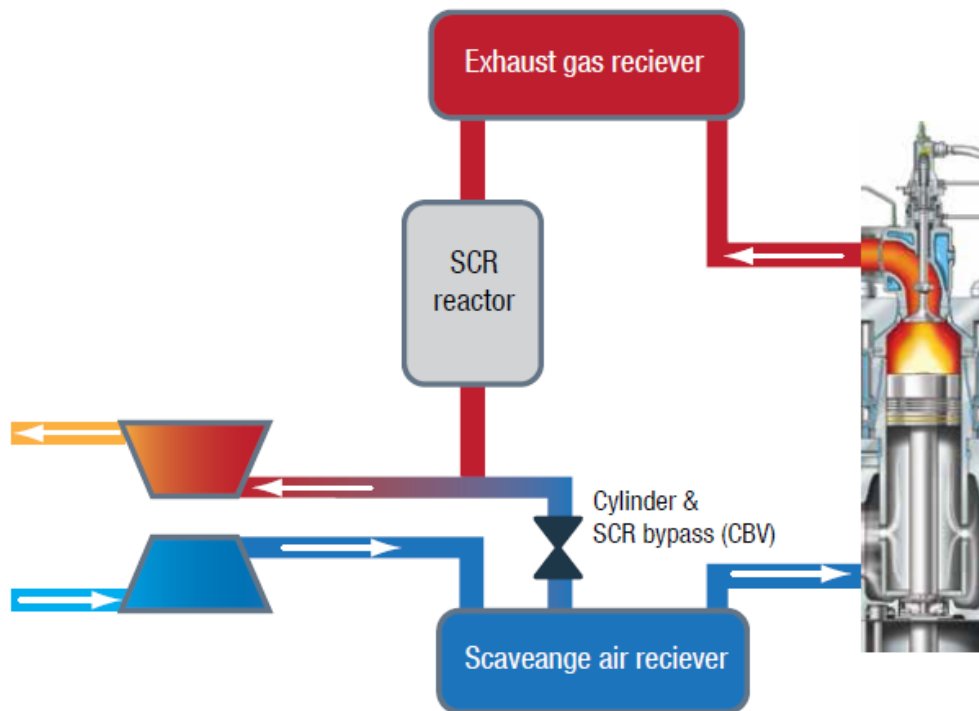 Exhaust gas reciever
SCR
reactor
Cylinder &
SCR bypass (CBV)
Scaveange air reciever